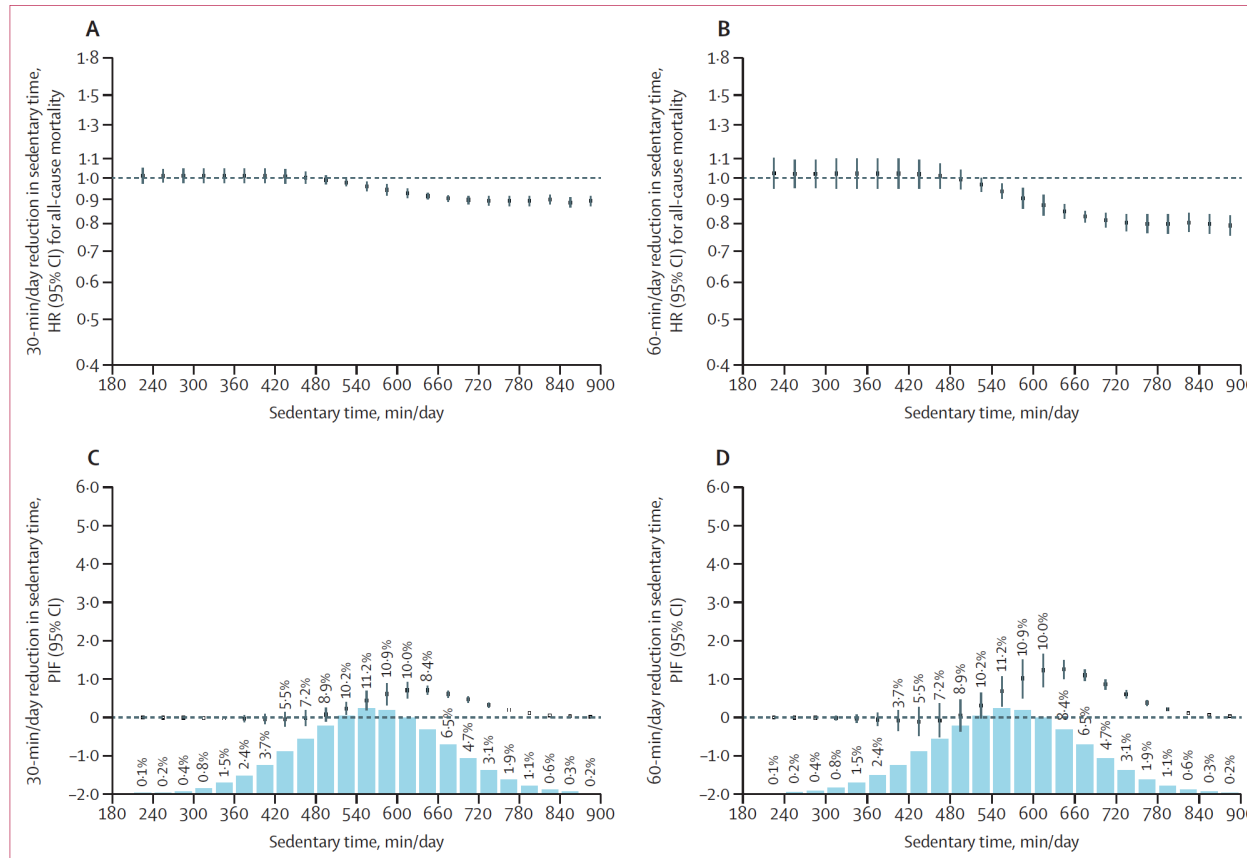 A
30-min/day reduction in sedentary time,
HR (95% CI) for all-cause mortality
1·8
1·5
1·3
1·1
1·0
0·9
0·8
0·7
0·6
0·5
0·4
180 240 300 360 420 480 540 600 660 720 780 840 900
Sedentary time, min/day
B
60-min/day reduction in sedentary time,
HR (95% CI) for all-cause mortality
1·8
1·5
1·3
1·1
1·0
0·9
0·8
0·7
0·6
0·5
0·4
180 240 300 360 420 480 540 600 660 720 780 840 900
Sedentary time, min/day
C
30-min/day reduction in sedentary time,
PIF (95% CI)
6·0
5·0
4·0
3·0
2·0
1·0
0
–1·0
–2·0
0·1% 0·2% 0·4% 0·8% 1·5% 2·4% 3·7% 5·5% 7·2% 8·9% 10·2% 11·2% 10·9% 10·0% 8·4% 6·5% 4·7% 3·1% 1·9% 1·1% 0·6% 0·3% 0·2%
180 240 300 360 420 480 540 600 660 720 780 840 900
Sedentary time, min/day
D
60-min/day reduction in sedentary time,
PIF (95% CI)
6·0
5·0
4·0
3·0
2·0
1·0
0
–1·0
–2·0
0·1% 0·2% 0·4% 0·8% 1·5% 2·4% 3·7% 5·5% 7·2% 8·9% 10·2% 11·2% 10·9% 10·0% 8·4% 6·5% 4·7% 3·1% 1·9% 1·1% 0·6% 0·3% 0·2%
180 240 300 360 420 480 540 600 660 720 780 840 900
Sedentary time, min/day